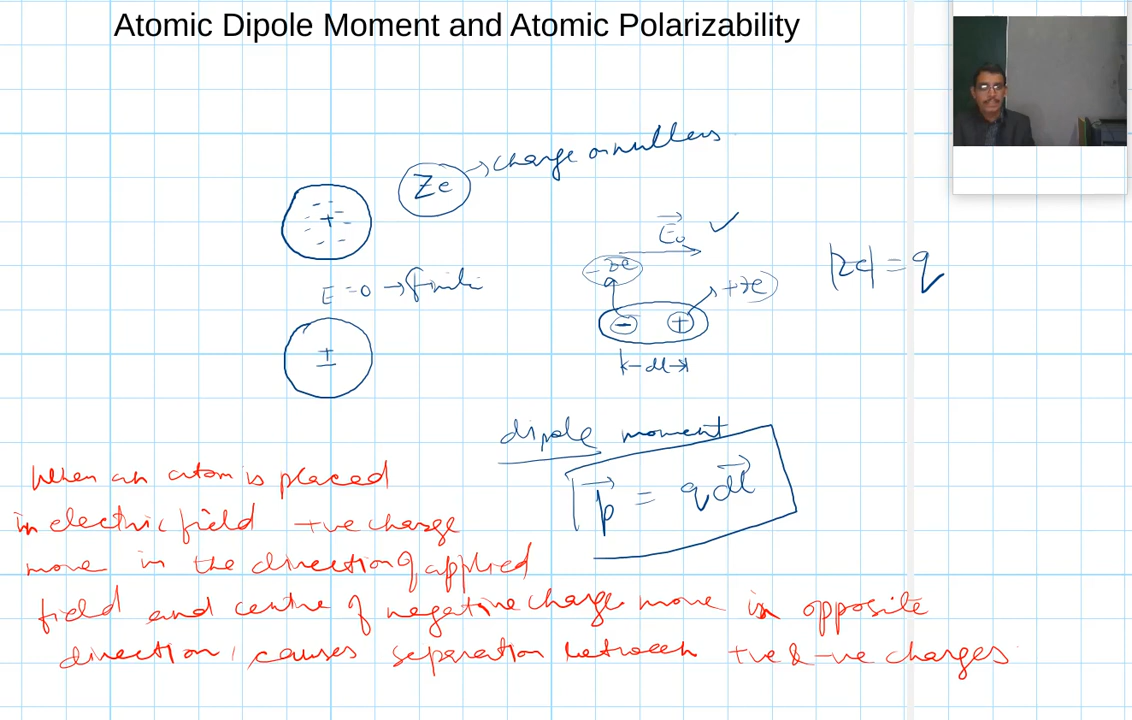 Atomic Dipole Moment and Atomic Polarizability
Ze → charge on nucleus
+
E = 0 → finite
±
E₀ ✓
-ze
+ze
|ze| = q
- +
dl
dipole moment
p = q dl
When an atom is placed
in electric field +ve charge
move in the direction of applied
field and centre of negative charge move in opposite
direction, causes separation between +ve & -ve charges